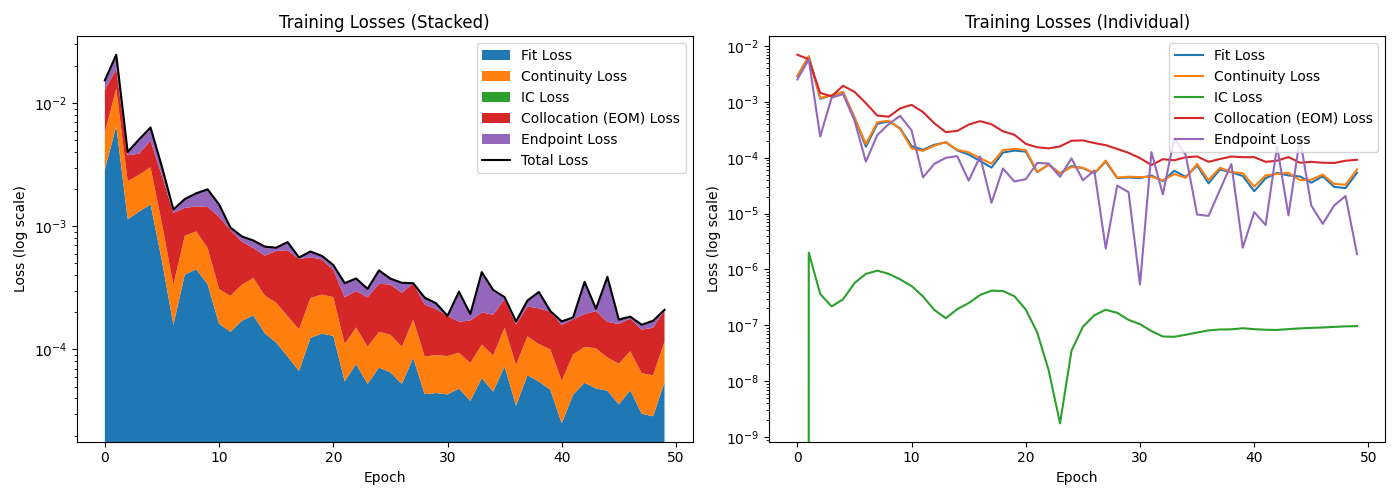 Training Losses (Stacked)
Loss (log scale)
10⁻²
10⁻³
10⁻⁴
Fit Loss
Continuity Loss
IC Loss
Collocation (EOM) Loss
Endpoint Loss
Total Loss
0 10 20 30 40 50
Epoch
Training Losses (Individual)
Loss (log scale)
10⁻²
10⁻³
10⁻⁴
10⁻⁵
10⁻⁶
10⁻⁷
10⁻⁸
10⁻⁹
Fit Loss
Continuity Loss
IC Loss
Collocation (EOM) Loss
Endpoint Loss
0 10 20 30 40 50
Epoch